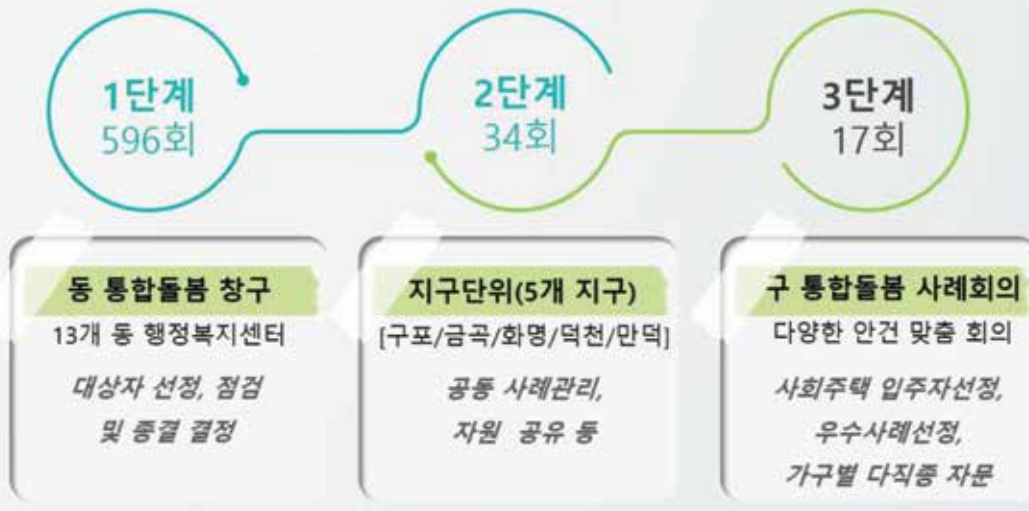 1단계
596회
2단계
34회
3단계
17회
동 통합돌봄 창구
13개 동 행정복지센터
대상자 선정, 점검
및 종결 결정
지구단위(5개 지구)
[구포/금곡/화명/덕천/만덕]
공동 사례관리,
자원 공유 등
구 통합돌봄 사례회의
다양한 안건 맞춤 회의
사회주택 입주자선정,
우수사례선정,
가구별 다직종 자문